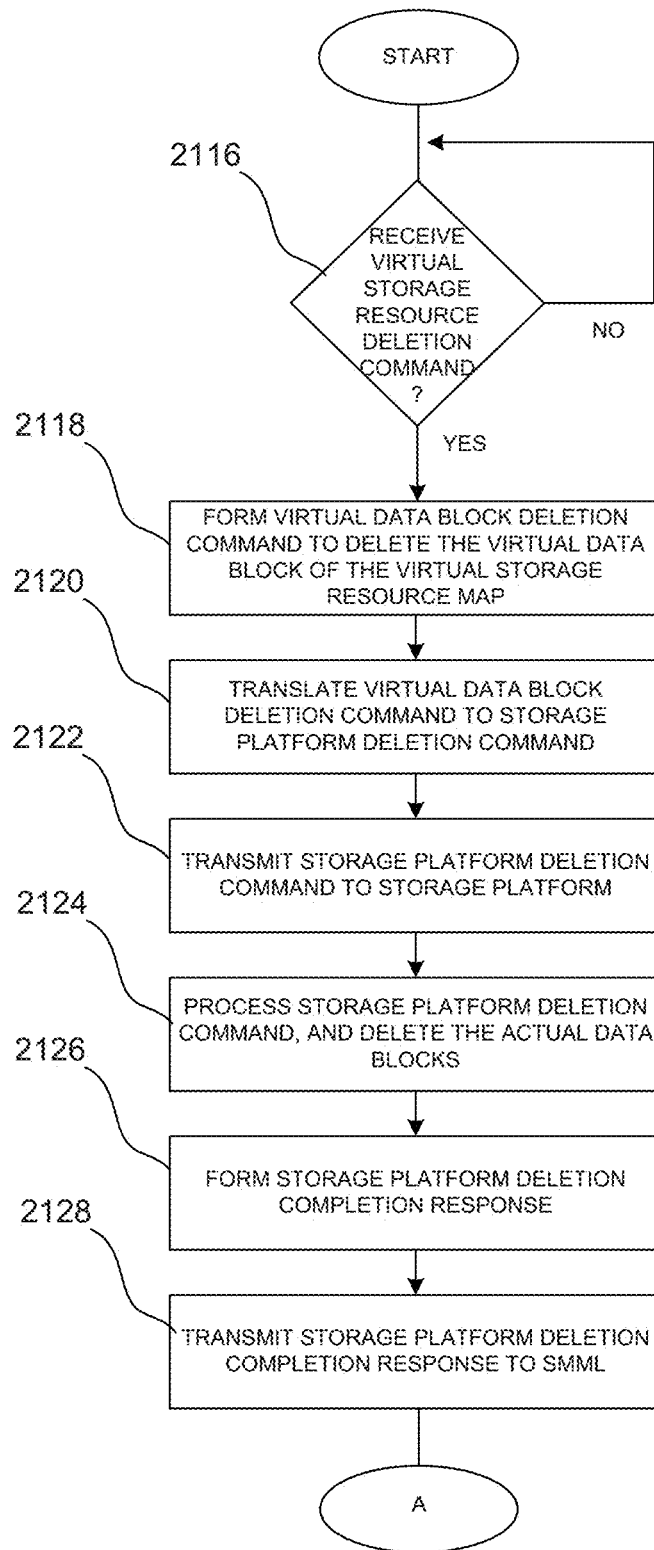 START
2116
RECEIVE
VIRTUAL
STORAGE
RESOURCE
DELETION
COMMAND
?
NO
YES
2118
FORM VIRTUAL DATA BLOCK DELETION
COMMAND TO DELETE THE VIRTUAL DATA
BLOCK OF THE VIRTUAL STORAGE
RESOURCE MAP
2120
TRANSLATE VIRTUAL DATA BLOCK
DELETION COMMAND TO STORAGE
PLATFORM DELETION COMMAND
2122
TRANSMIT STORAGE PLATFORM DELETION
COMMAND TO STORAGE PLATFORM
2124
PROCESS STORAGE PLATFORM DELETION
COMMAND, AND DELETE THE ACTUAL DATA
BLOCKS
2126
FORM STORAGE PLATFORM DELETION
COMPLETION RESPONSE
2128
TRANSMIT STORAGE PLATFORM DELETION
COMPLETION RESPONSE TO SMML
A